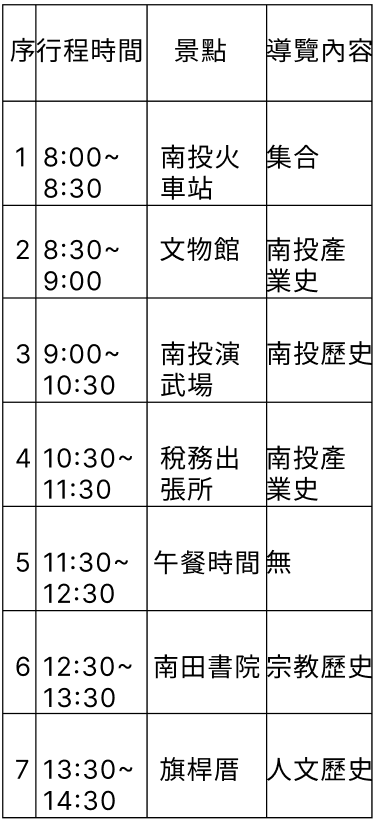 序 行程時間 景點 導覽內容
1 8:00~ 南投火 集合
8:30 車站
2 8:30~ 文物館 南投產
9:00 業史
3 9:00~ 南投演 南投歷史
10:30 武場
4 10:30~ 稅務出 南投產
11:30 張所 業史
5 11:30~ 午餐時間 無
12:30
6 12:30~ 南田書院 宗教歷史
13:30
7 13:30~ 旗桿厝 人文歷史
14:30